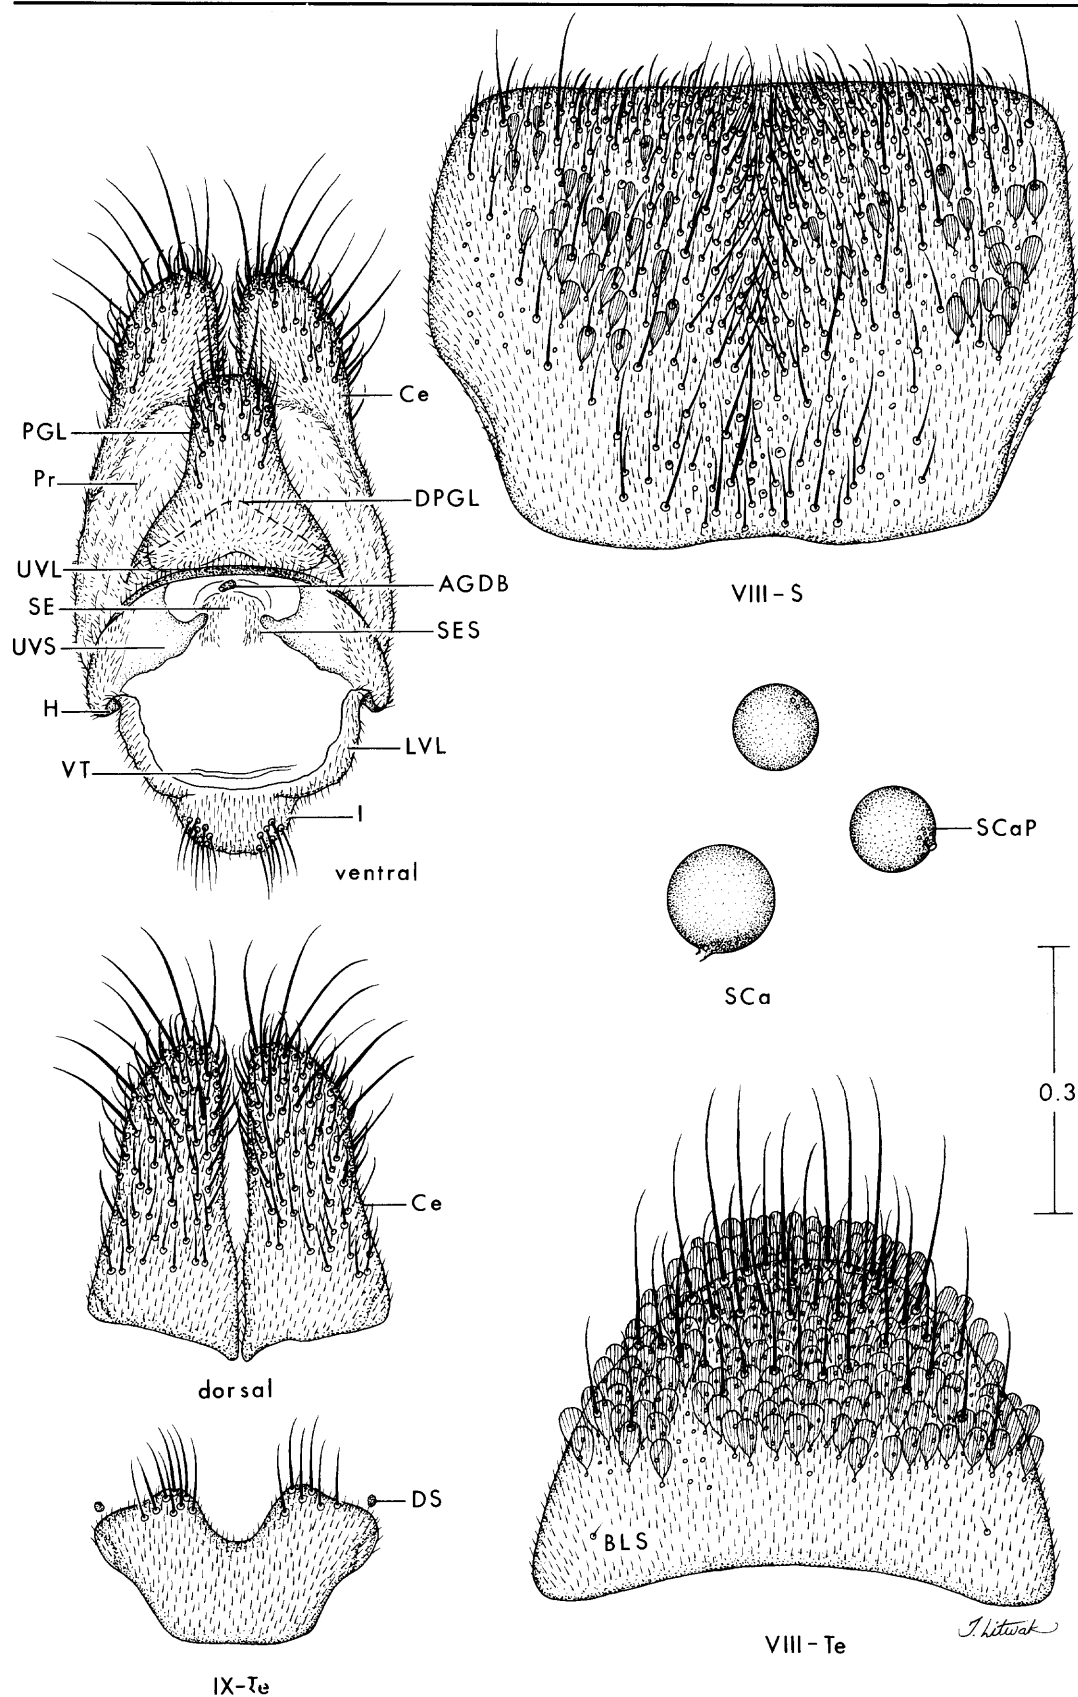 VIII-S
Ce
PGL
Pr
DPGL
UVL
AGDB
SE
SES
UVS
H
LVL
VT
I
ventral
SCaP
SCa
0.3
Ce
dorsal
DS
BLS
IX-Te
VIII-Te
J. Litwak